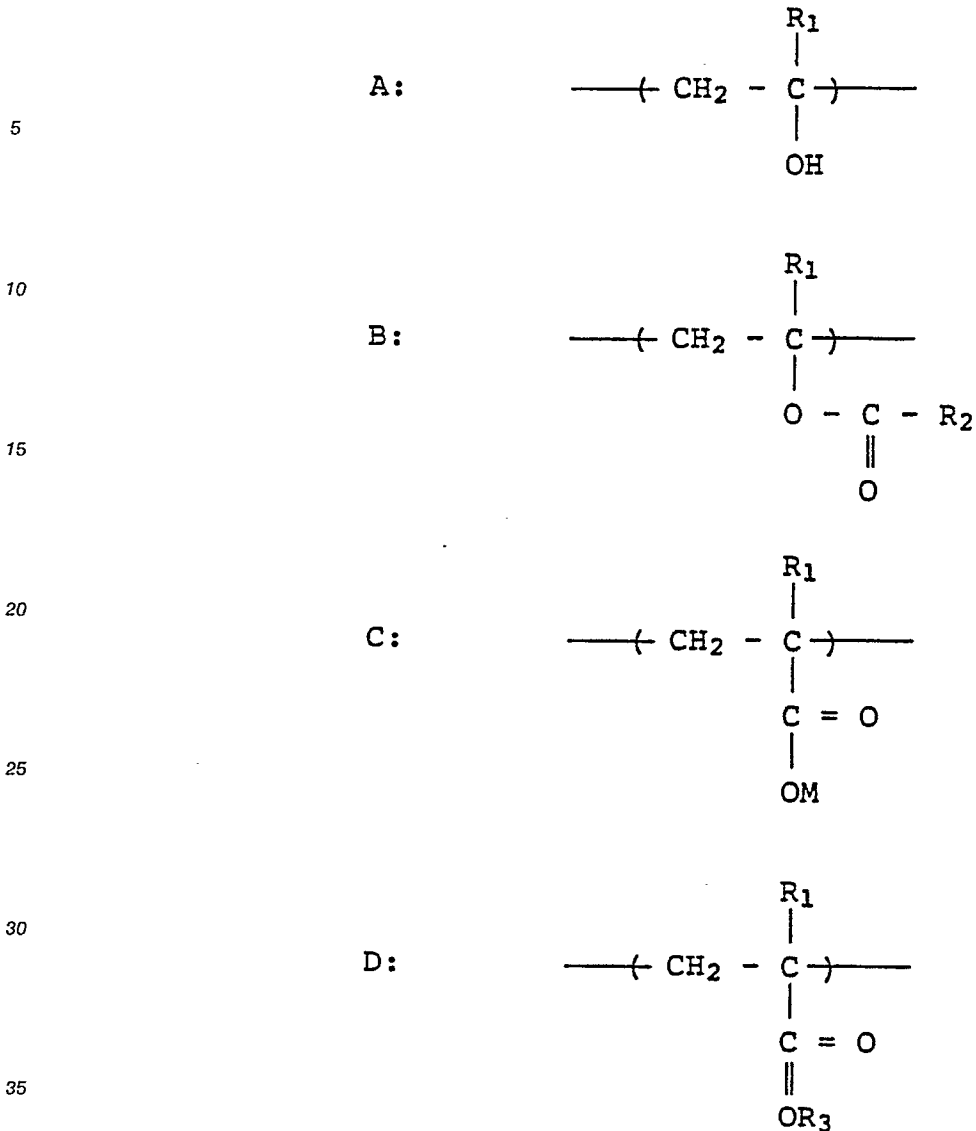 R1
A: ( CH2 - C )
5
OH
R1
10
B: ( CH2 - C )
O - C - R2
15
O
R1
20
C: ( CH2 - C )
C = O
25
OM
R1
30
D: ( CH2 - C )
C = O
35
OR3